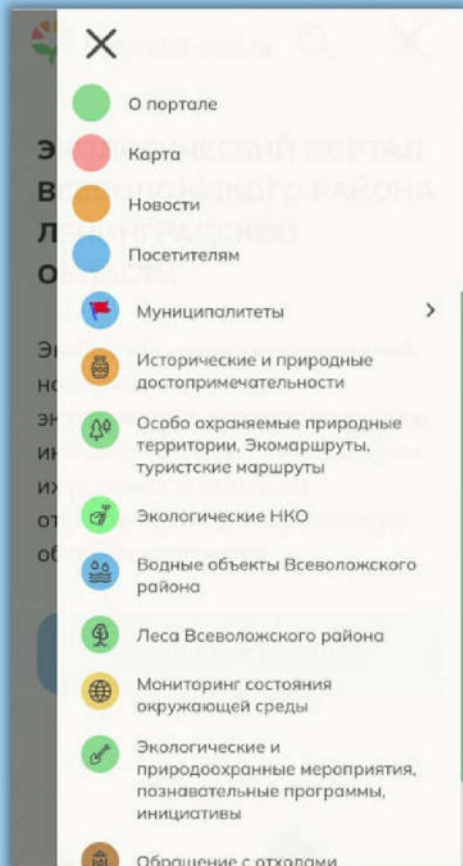 О портале
Карта
Новости
Посетителям
Муниципалитеты
Исторические и природные
достопримечательности
Особо охраняемые природные
территории, Экомаршруты,
туристские маршруты
Экологические НКО
Водные объекты Всеволожского
района
Леса Всеволожского района
Мониторинг состояния
окружающей среды
Экологические и
природоохранные мероприятия,
познавательные программы,
инициативы
Обращение с отходами